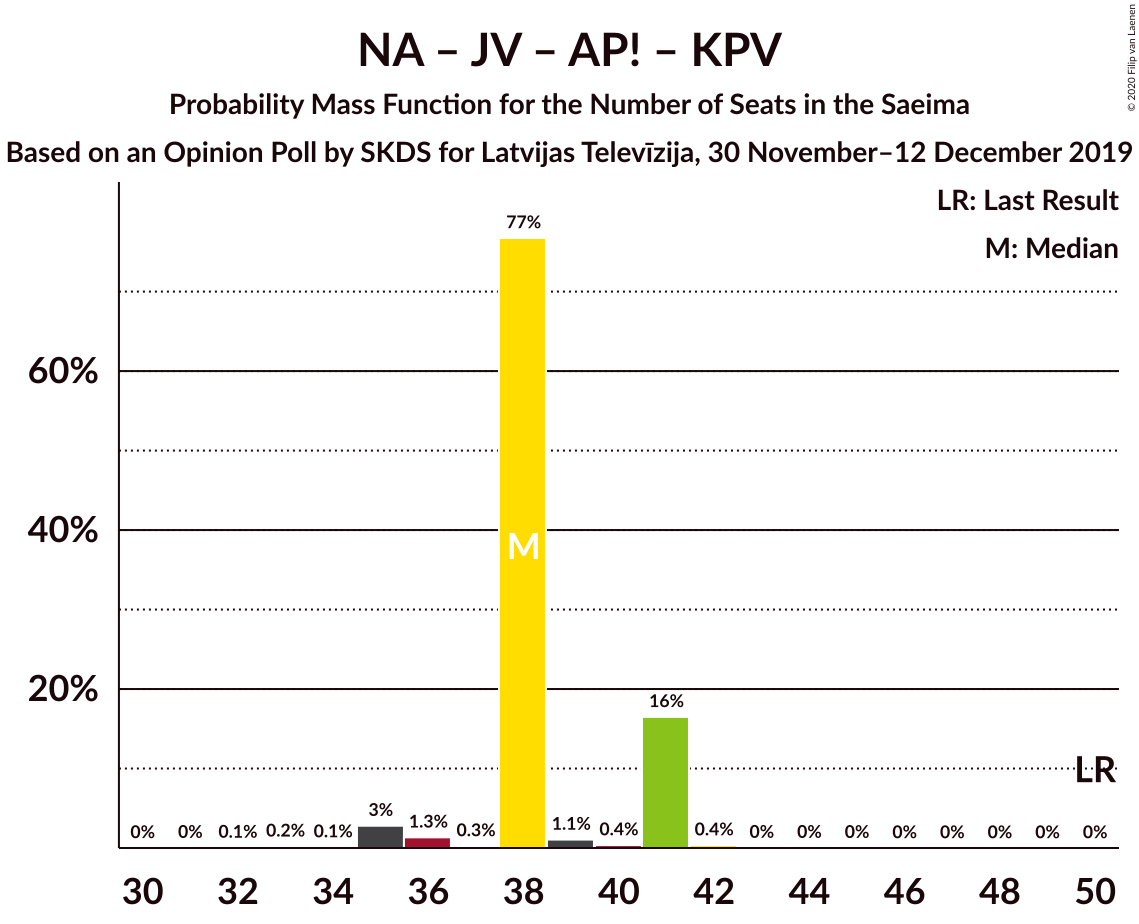 NA – JV – AP! – KPV
Probability Mass Function for the Number of Seats in the Saeima
Based on an Opinion Poll by SKDS for Latvijas Televīzija, 30 November–12 December 2019
© 2020 Filip van Laenen
LR: Last Result
M: Median
77%
60%
40%
M
20%
16%
LR
0% 0% 0.1% 0.2% 0.1% 3% 1.3% 0.3% 1.1% 0.4% 0.4% 0% 0% 0% 0% 0% 0% 0% 0%
30 32 34 36 38 40 42 44 46 48 50